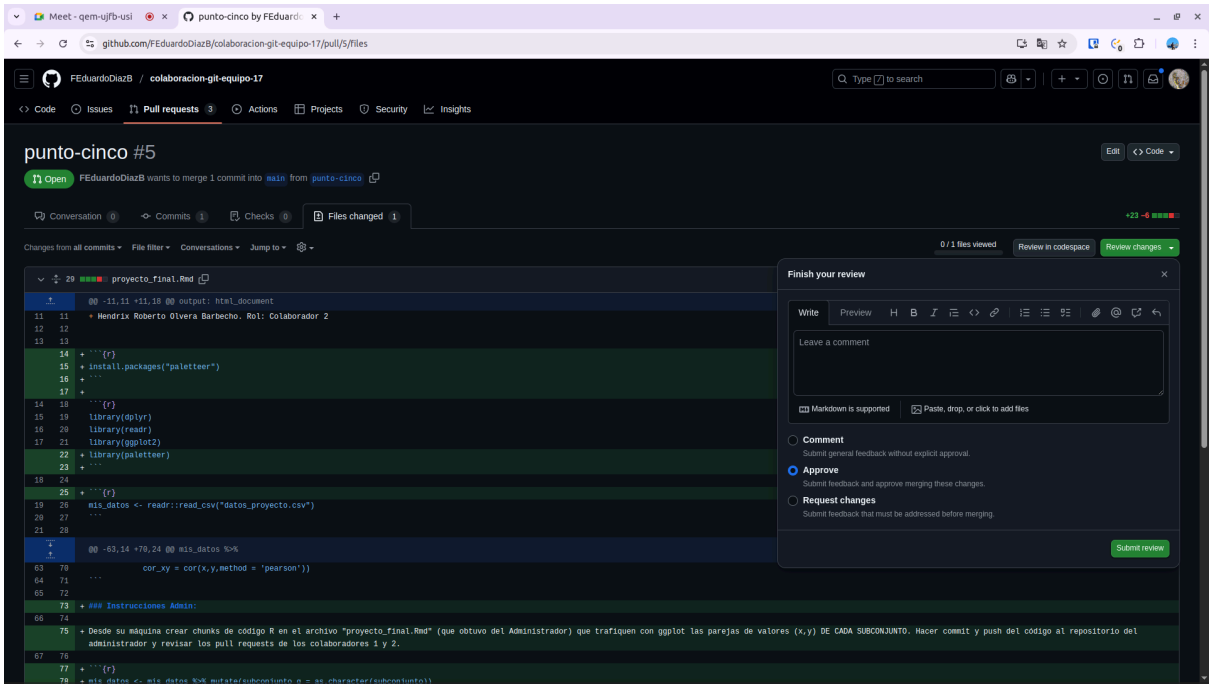 Meet - qem-ujfb-usi
punto-cinco by FEduardo
github.com/FEduardoDiazB/colaboracion-git-equipo-17/pull/5/files
FEduardoDiazB / colaboracion-git-equipo-17
Type / to search
Code
Issues
Pull requests 3
Actions
Projects
Security
Insights
punto-cinco #5
Edit
<> Code
Open
FEduardoDiazB wants to merge 1 commit into main from punto-cinco
Conversation 0
Commits 1
Checks 0
Files changed 1
+23 −6
Changes from all commits
File filter
Conversations
Jump to
0 / 1 files viewed
Review in codespace
Review changes
29 proyecto_final.Rmd
@@ -11,11 +11,18 @@ output: html_document
11 11 + Hendrix Roberto Olvera Barbecho. Rol: Colaborador 2
12 12
13 13
14 + ```{r}
15 + install.packages("paletteer")
16 + ```
17 +
14 18 ```{r}
15 19 library(dplyr)
16 20 library(readr)
17 21 library(ggplot2)
22 + library(paletteer)
23 + ```
18 24
25 + ```{r}
19 26 mis_datos <- readr::read_csv("datos_proyecto.csv")
20 27 ```
21 28
@@ -63,14 +70,24 @@ mis_datos %>%
63 70 cor_xy = cor(x,y,method = 'pearson'))
64 71 ```
65 72
73 + ### Instrucciones Admin:
66 74
75 + Desde su máquina crear chunks de código R en el archivo "proyecto_final.Rmd" (que obtuvo del Administrador) que trafiquen con ggplot las parejas de valores (x,y) DE CADA SUBCONJUNTO. Hacer commit y push del código al repositorio del
administrador y revisar los pull requests de los colaboradores 1 y 2.
67 76
77 + ```{r}
78 + mis_datos <- mis_datos %>% mutate(subconjunto_g = as.character(subconjunto))
Finish your review
Write
Preview
Leave a comment
Markdown is supported
Paste, drop, or click to add files
Comment
Submit general feedback without explicit approval.
Approve
Submit feedback and approve merging these changes.
Request changes
Submit feedback that must be addressed before merging.
Submit review